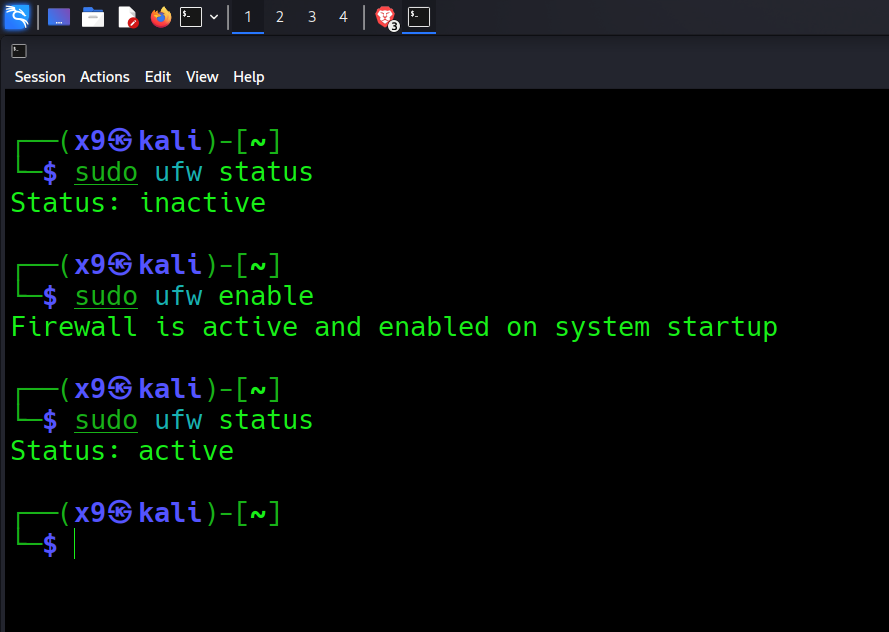 1 2 3 4
3
Session Actions Edit View Help
┌──(x9㉿kali)-[~]
└─$ sudo ufw status
Status: inactive
┌──(x9㉿kali)-[~]
└─$ sudo ufw enable
Firewall is active and enabled on system startup
┌──(x9㉿kali)-[~]
└─$ sudo ufw status
Status: active
┌──(x9㉿kali)-[~]
└─$